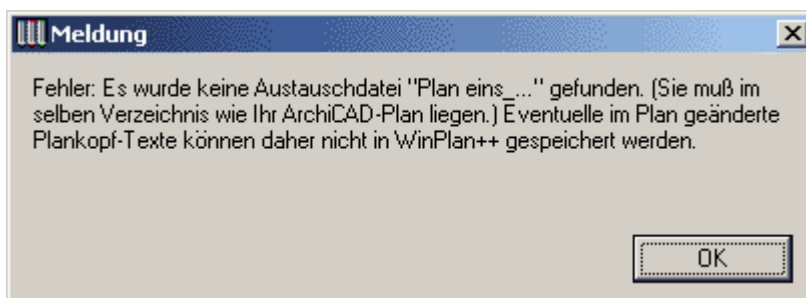 Meldung
Fehler: Es wurde keine Austauschdatei "Plan eins_..." gefunden. (Sie muß im
selben Verzeichnis wie Ihr ArchiCAD-Plan liegen.) Eventuelle im Plan geänderte
Plankopf-Texte können daher nicht in WinPlan++ gespeichert werden.
OK